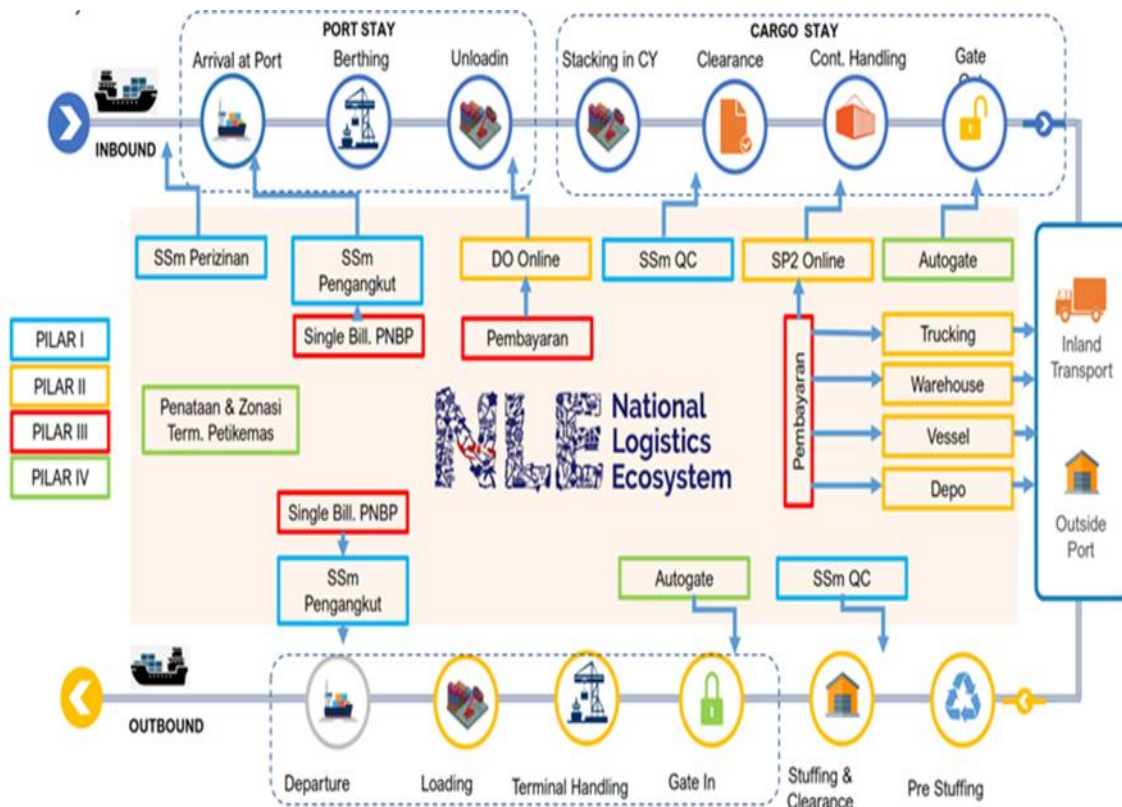 PORT STAY
CARGO STAY
Arrival at Port
Berthing
Unloadin
Stacking in CY
Clearance
Cont. Handling
Gate
INBOUND
SSm Perizinan
SSm
Pengangkut
DO Online
SSm QC
SP2 Online
Autogate
Single Bill. PNBP
Pembayaran
Pembayaran
Trucking
Warehouse
Vessel
Depo
Inland
Transport
Outside
Port
PILAR I
PILAR II
PILAR III
PILAR IV
Penataan & Zonasi
Term. Petikemas
NLE
National
Logistics
Ecosystem
Single Bill. PNBP
SSm
Pengangkut
Autogate
SSm QC
OUTBOUND
Departure
Loading
Terminal Handling
Gate In
Stuffing &
Clearance
Pre Stuffing